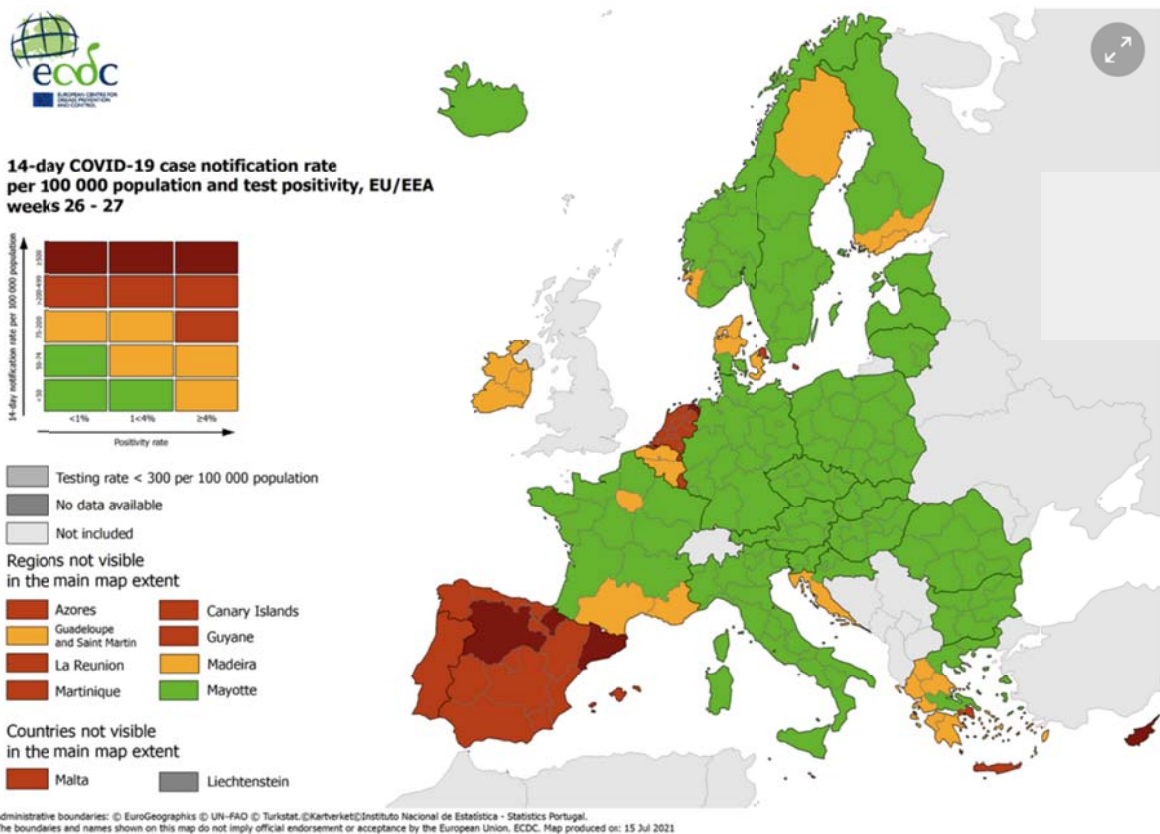 ecdc
EUROPEAN CENTRE FOR
DISEASE PREVENTION
AND CONTROL
14-day COVID-19 case notification rate
per 100 000 population and test positivity, EU/EEA
weeks 26 - 27
14-day notification rate per 100 000 population
≥500
>200-499
75-200
50-74
<50
<1%
1<4%
≥4%
Positivity rate
Testing rate < 300 per 100 000 population
No data available
Not included
Regions not visible
in the main map extent
Azores
Canary Islands
Guadeloupe
and Saint Martin
Guyane
La Reunion
Madeira
Martinique
Mayotte
Countries not visible
in the main map extent
Malta
Liechtenstein
dministrative boundaries: © EuroGeographics © UN–FAO © Turkstat.©Kartverket©Instituto Nacional de Estatística - Statistics Portugal.
he boundaries and names shown on this map do not imply official endorsement or acceptance by the European Union. ECDC. Map produced on: 15 Jul 2021